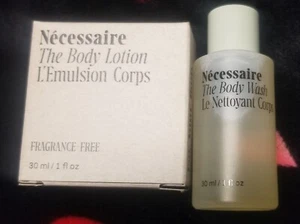 Nécessaire
The Body Lotion
L'Émulsion Corps
FRAGRANCE FREE
30 ml / 1 fl oz
Nécessaire
The Body Wash
Le Nettoyant Corps
30 ml / 1 fl oz